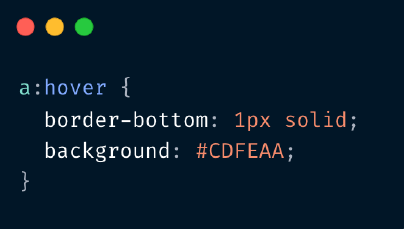 a:hover {
  border-bottom: 1px solid;
  background: #CDFEAA;
}